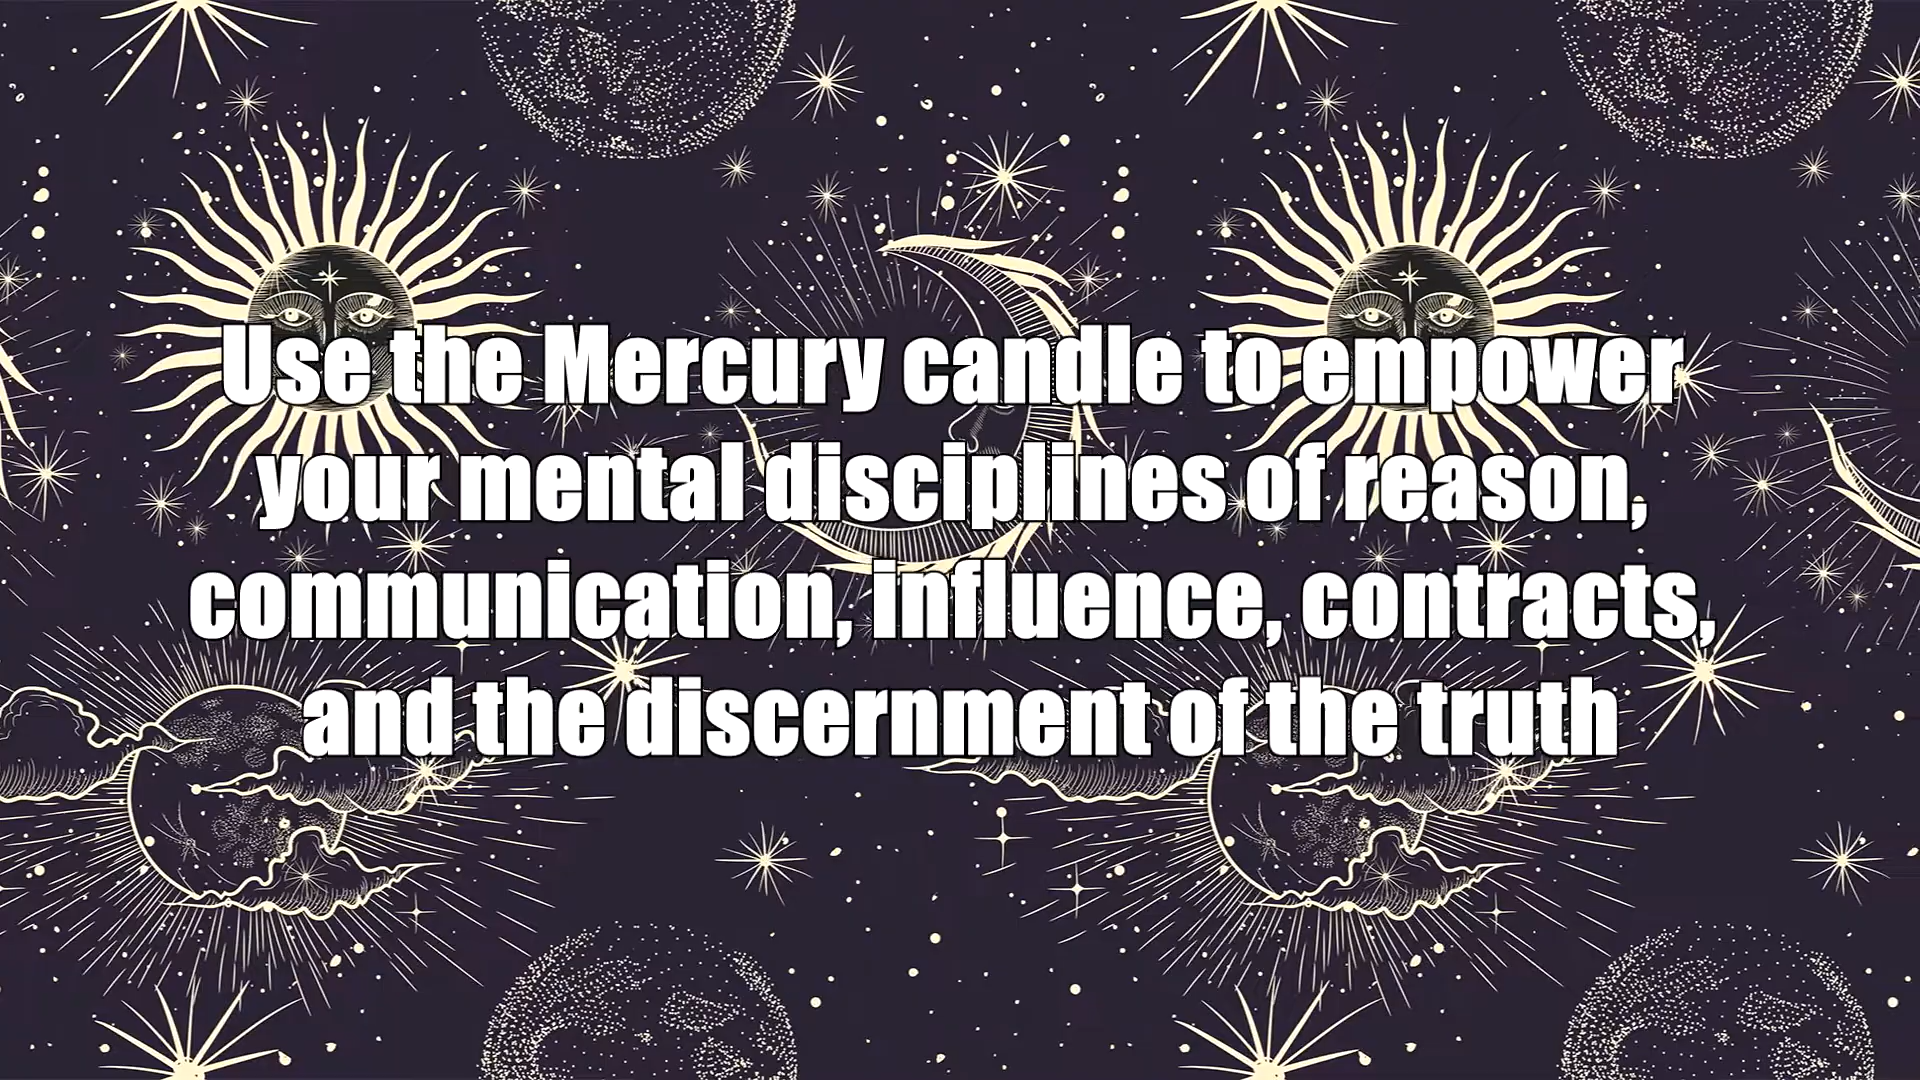 Use the Mercury candle to empower
your mental disciplines of reason,
communication, influence, contracts,
and the discernment of the truth